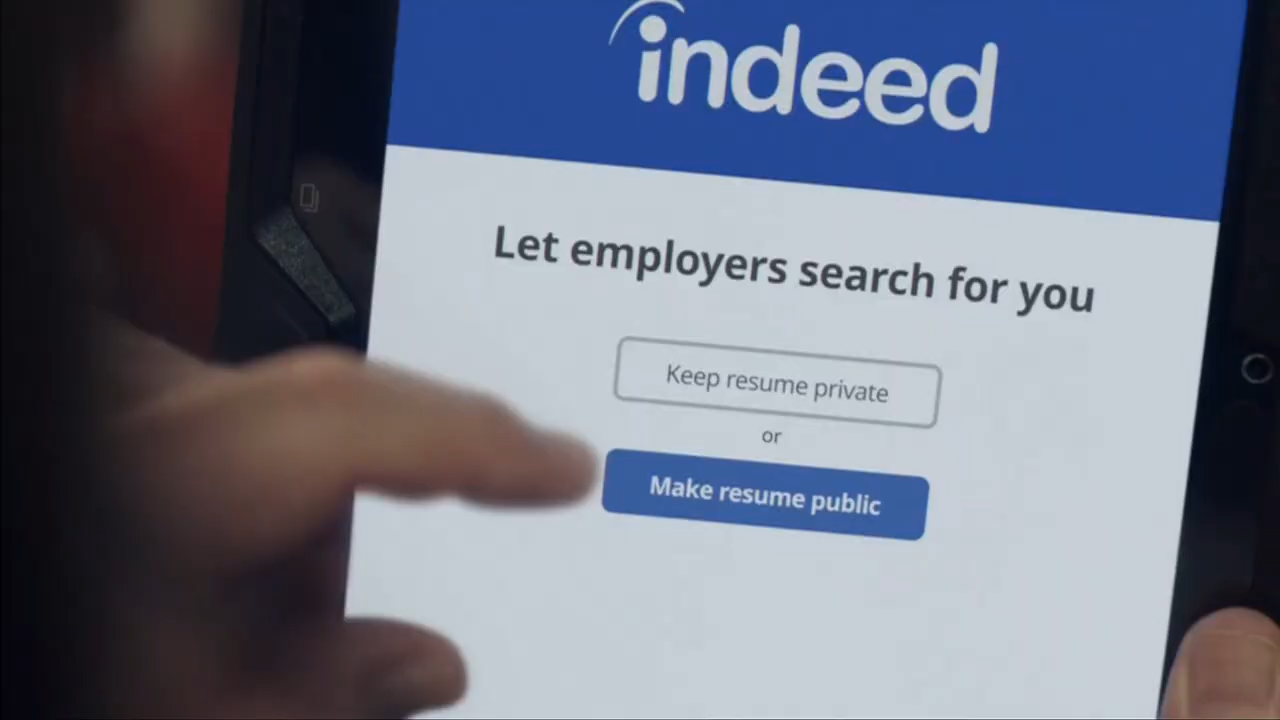 indeed
Let employers search for you
Keep resume private
or
Make resume public